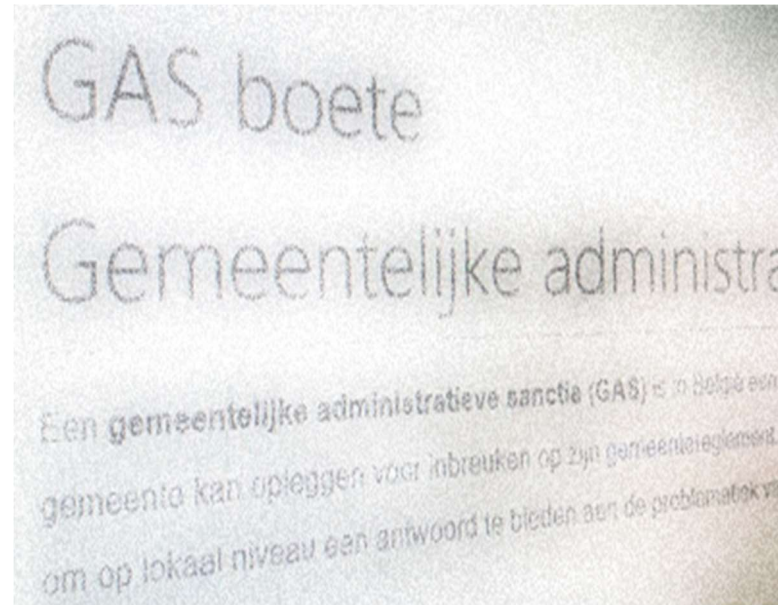 GAS boete
Gemeentelijke administra
Een gemeentelijke administratieve sanctie (GAS) is in België een
gemeente kan opleggen voor inbreuken op zijn gemeentereglement
om op lokaal niveau een antwoord te bieden aan de problematiek v